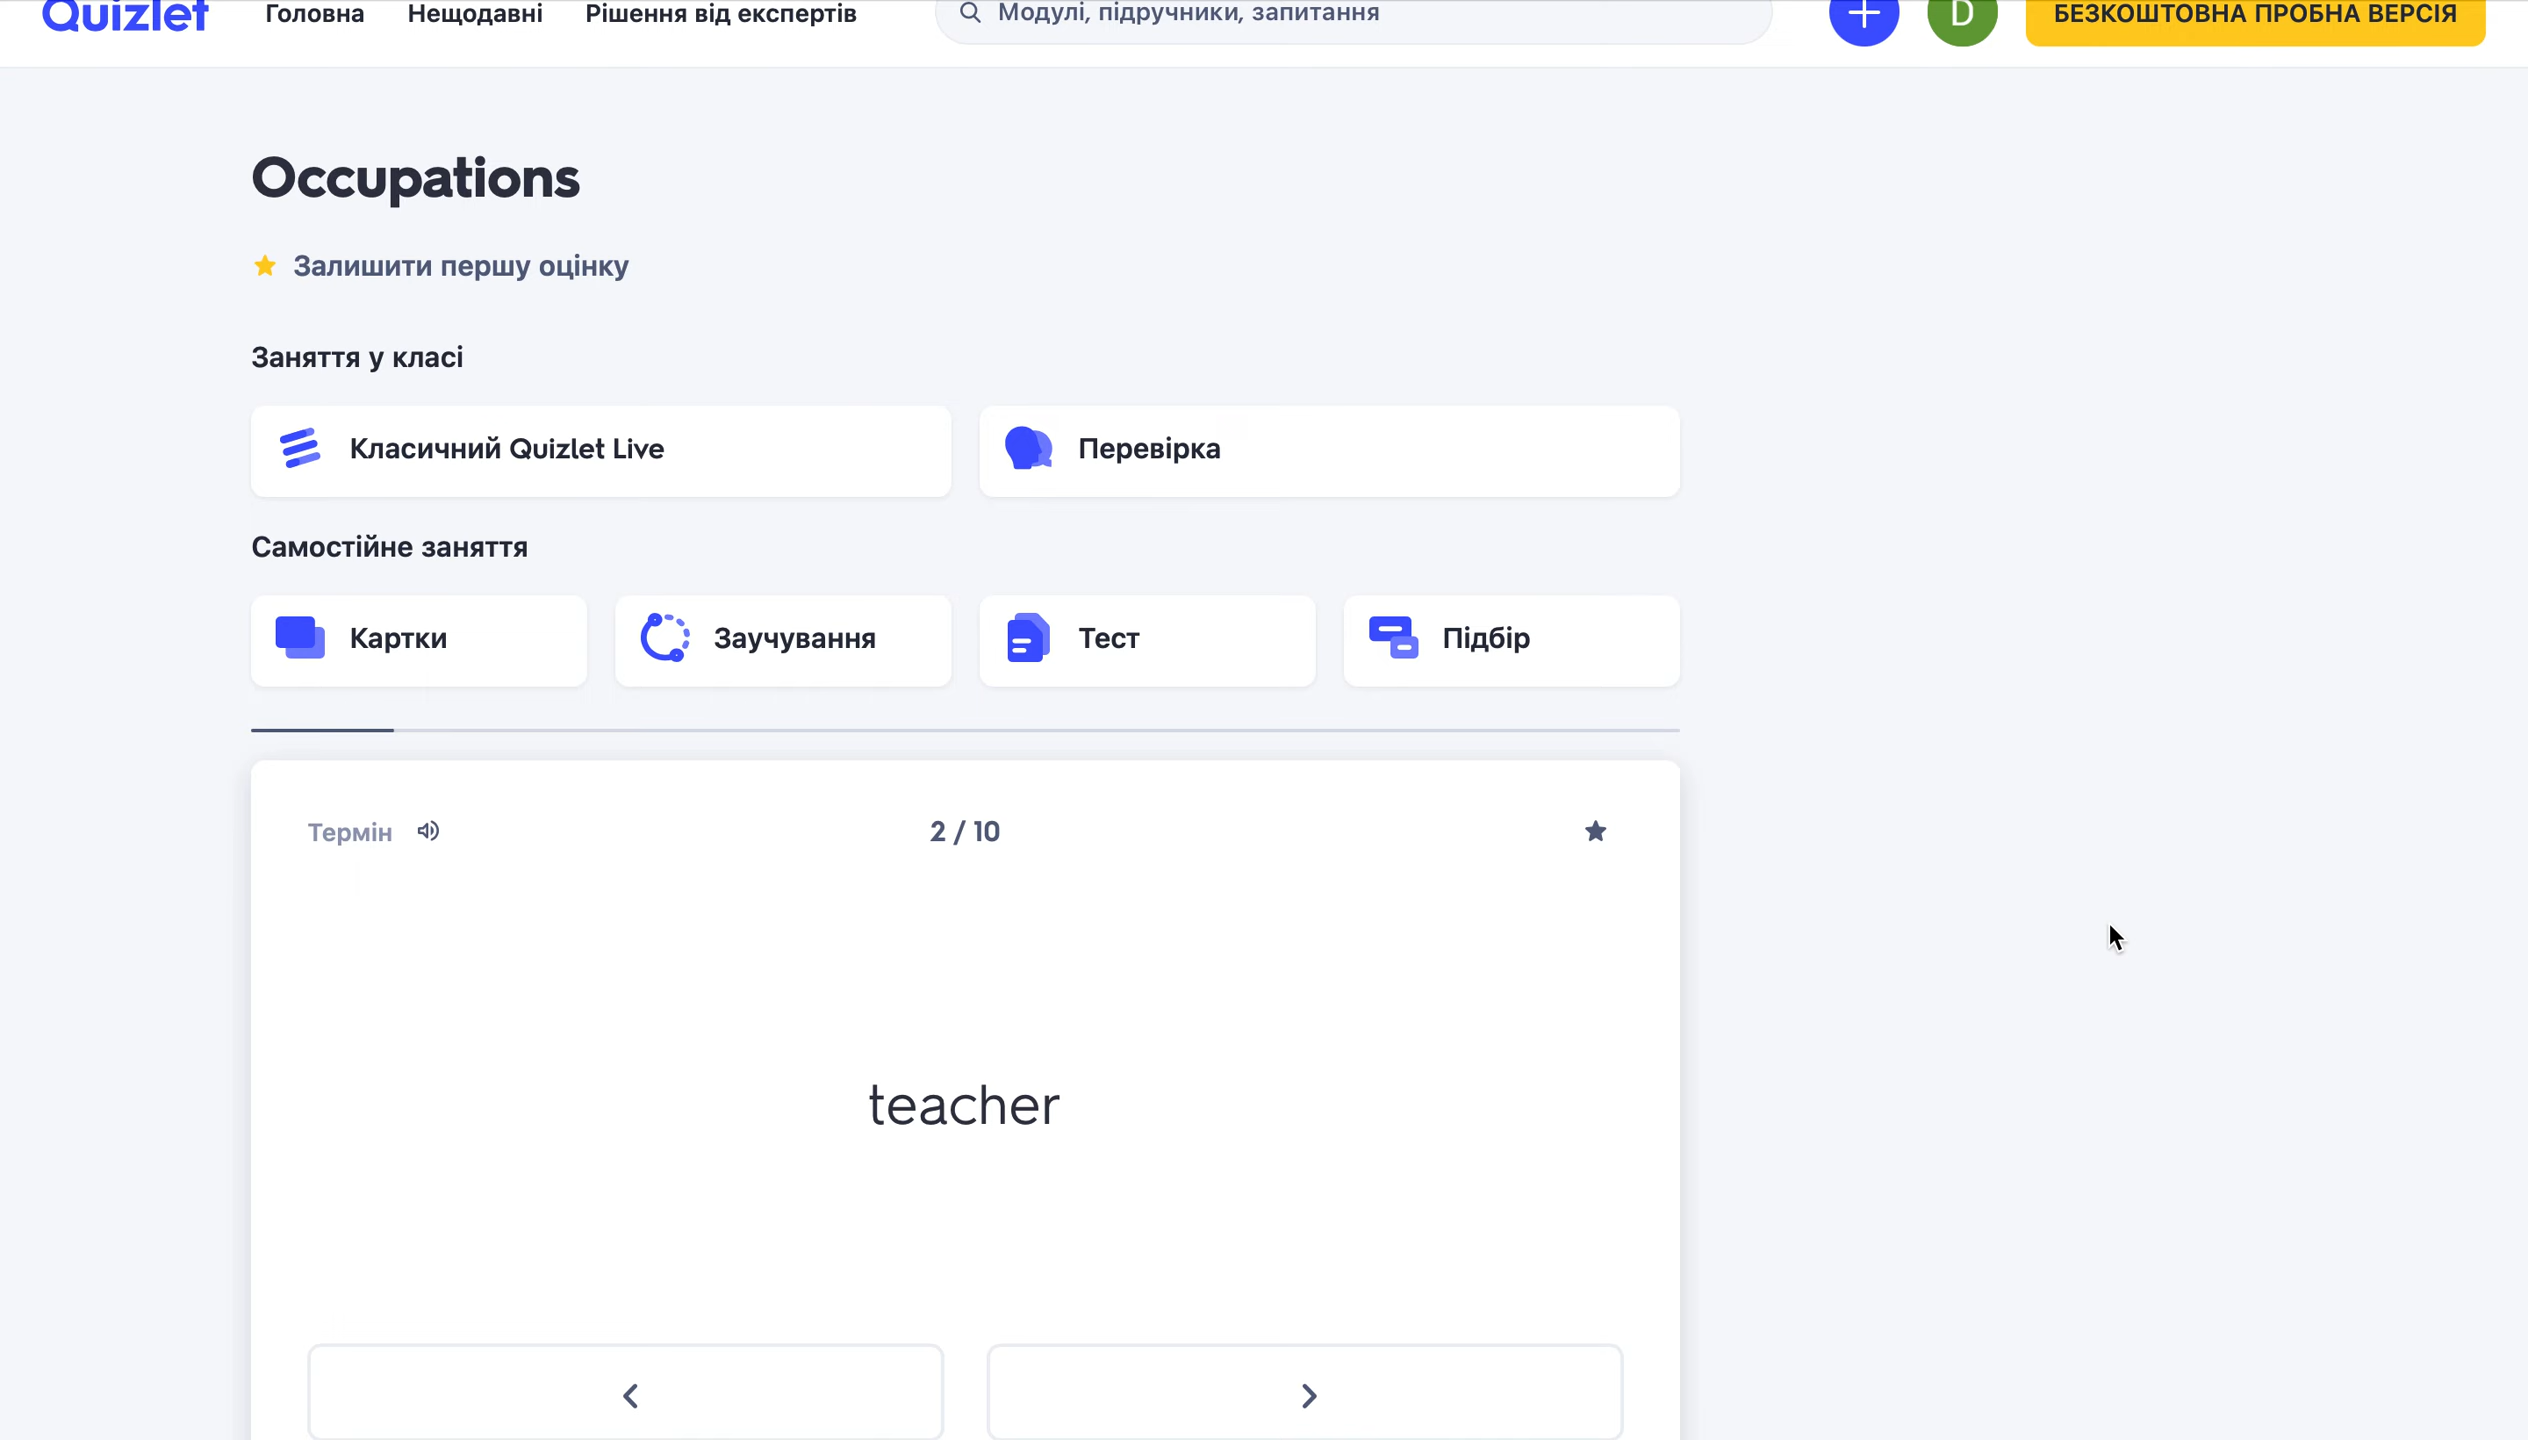 Quizlet
Головна
Нещодавні
Рішення від експертів
Модулі, підручники, запитання
D
БЕЗКОШТОВНА ПРОБНА ВЕРСІЯ
Occupations
Залишити першу оцінку
Заняття у класі
Класичний Quizlet Live
Перевірка
Самостійне заняття
Картки
Заучування
Тест
Підбір
Термін
2 / 10
teacher